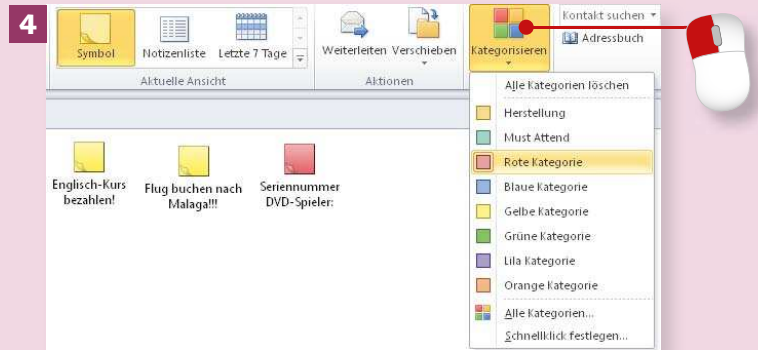 4
Symbol
Notizenliste
Letzte 7 Tage
Aktuelle Ansicht
Weiterleiten
Verschieben
Aktionen
Kategorisieren
Kontakt suchen
Adressbuch
Alle Kategorien löschen
Herstellung
Must Attend
Rote Kategorie
Blaue Kategorie
Gelbe Kategorie
Grüne Kategorie
Lila Kategorie
Orange Kategorie
Alle Kategorien...
Schnellklick festlegen...
Englisch-Kurs
bezahlen!
Flug buchen nach
Malaga!!!
Seriennummer
DVD-Spieler: